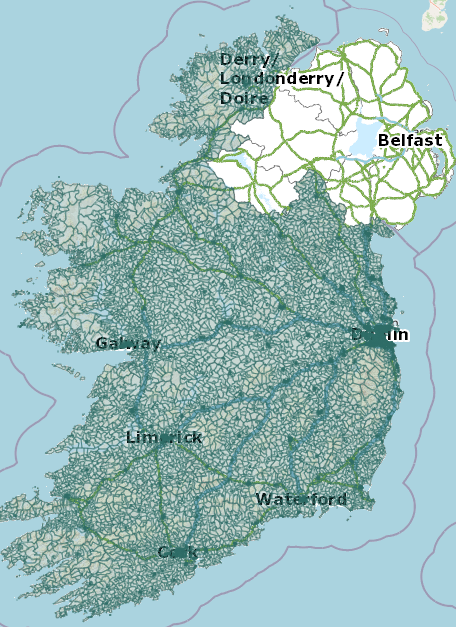 Derry/
Londonderry/
Doire
Belfast
Dublin
Galway
Limerick
Waterford
Cork